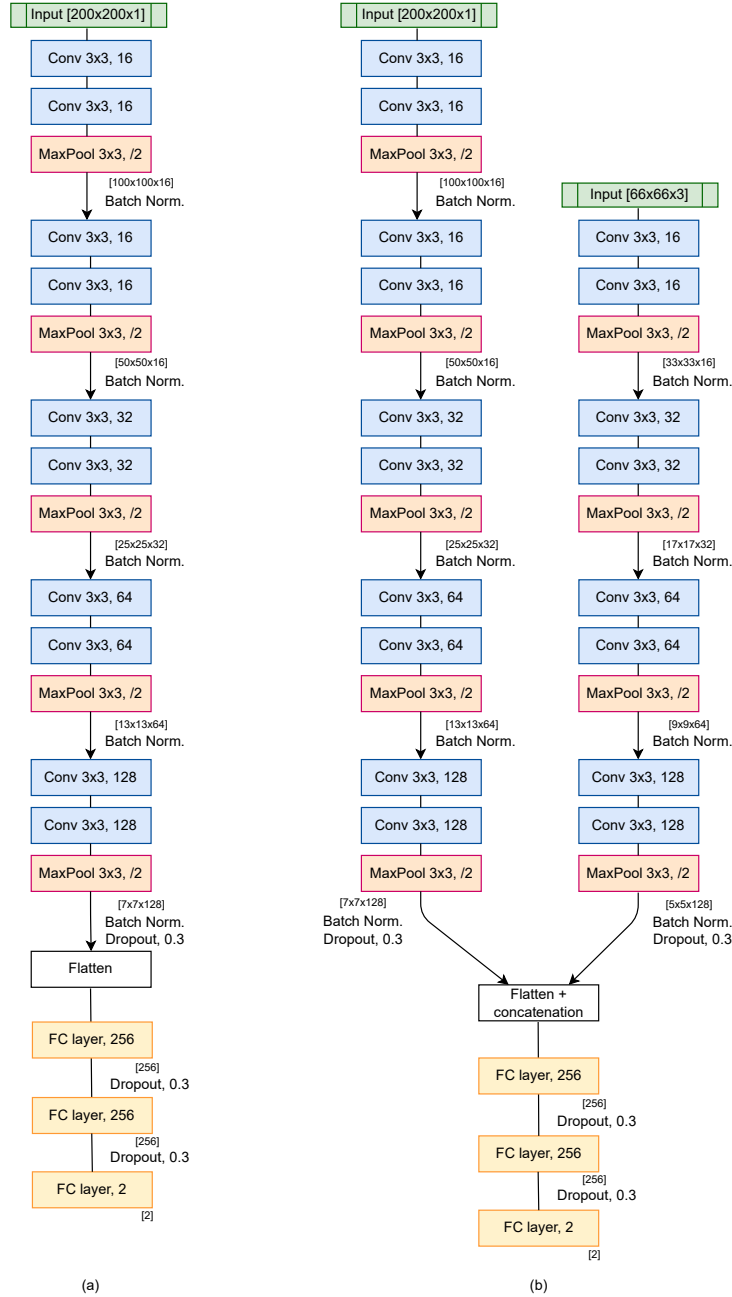 Input [200x200x1]
Conv 3x3, 16
Conv 3x3, 16
MaxPool 3x3, /2
[100x100x16]
Batch Norm.
Conv 3x3, 16
Conv 3x3, 16
MaxPool 3x3, /2
[50x50x16]
Batch Norm.
Conv 3x3, 32
Conv 3x3, 32
MaxPool 3x3, /2
[25x25x32]
Batch Norm.
Conv 3x3, 64
Conv 3x3, 64
MaxPool 3x3, /2
[13x13x64]
Batch Norm.
Conv 3x3, 128
Conv 3x3, 128
MaxPool 3x3, /2
[7x7x128]
Batch Norm.
Dropout, 0.3
Flatten
FC layer, 256
[256]
Dropout, 0.3
FC layer, 256
[256]
Dropout, 0.3
FC layer, 2
[2]
(a)
Input [200x200x1]
Conv 3x3, 16
Conv 3x3, 16
MaxPool 3x3, /2
[100x100x16]
Batch Norm.
Conv 3x3, 16
Conv 3x3, 16
MaxPool 3x3, /2
[50x50x16]
Batch Norm.
Conv 3x3, 32
Conv 3x3, 32
MaxPool 3x3, /2
[25x25x32]
Batch Norm.
Conv 3x3, 64
Conv 3x3, 64
MaxPool 3x3, /2
[13x13x64]
Batch Norm.
Conv 3x3, 128
Conv 3x3, 128
MaxPool 3x3, /2
[7x7x128]
Batch Norm.
Dropout, 0.3
Input [66x66x3]
Conv 3x3, 16
Conv 3x3, 16
MaxPool 3x3, /2
[33x33x16]
Batch Norm.
Conv 3x3, 32
Conv 3x3, 32
MaxPool 3x3, /2
[17x17x32]
Batch Norm.
Conv 3x3, 64
Conv 3x3, 64
MaxPool 3x3, /2
[9x9x64]
Batch Norm.
Conv 3x3, 128
Conv 3x3, 128
MaxPool 3x3, /2
[5x5x128]
Batch Norm.
Dropout, 0.3
Flatten +
concatenation
FC layer, 256
[256]
Dropout, 0.3
FC layer, 256
[256]
Dropout, 0.3
FC layer, 2
[2]
(b)